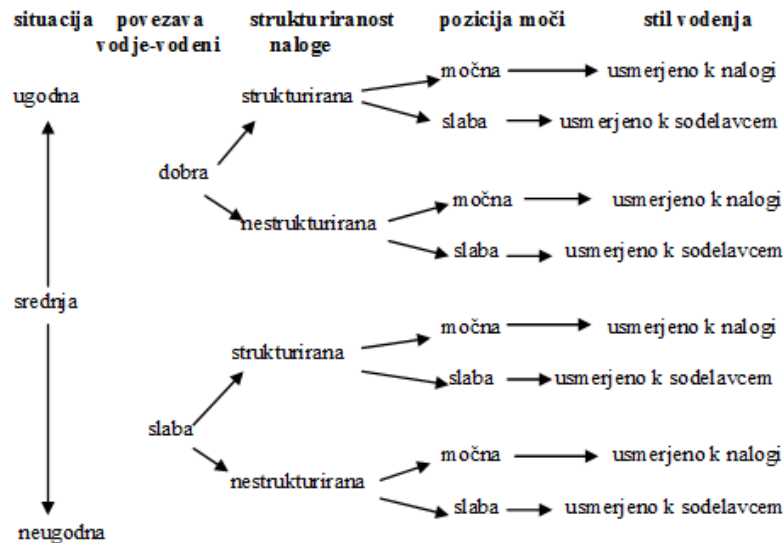 situacija povezava vodje-vodeni strukturiranost naloge pozicija moči stil vodenja
močna usmerjeno k nalogi
ugodna strukturirana
slaba usmerjeno k sodelavcem
dobra
močna usmerjeno k nalogi
nestrukturirana
slaba usmerjeno k sodelavcem
srednja
močna usmerjeno k nalogi
strukturirana
slaba usmerjeno k sodelavcem
slaba
močna usmerjeno k nalogi
nestrukturirana
slaba usmerjeno k sodelavcem
neugodna